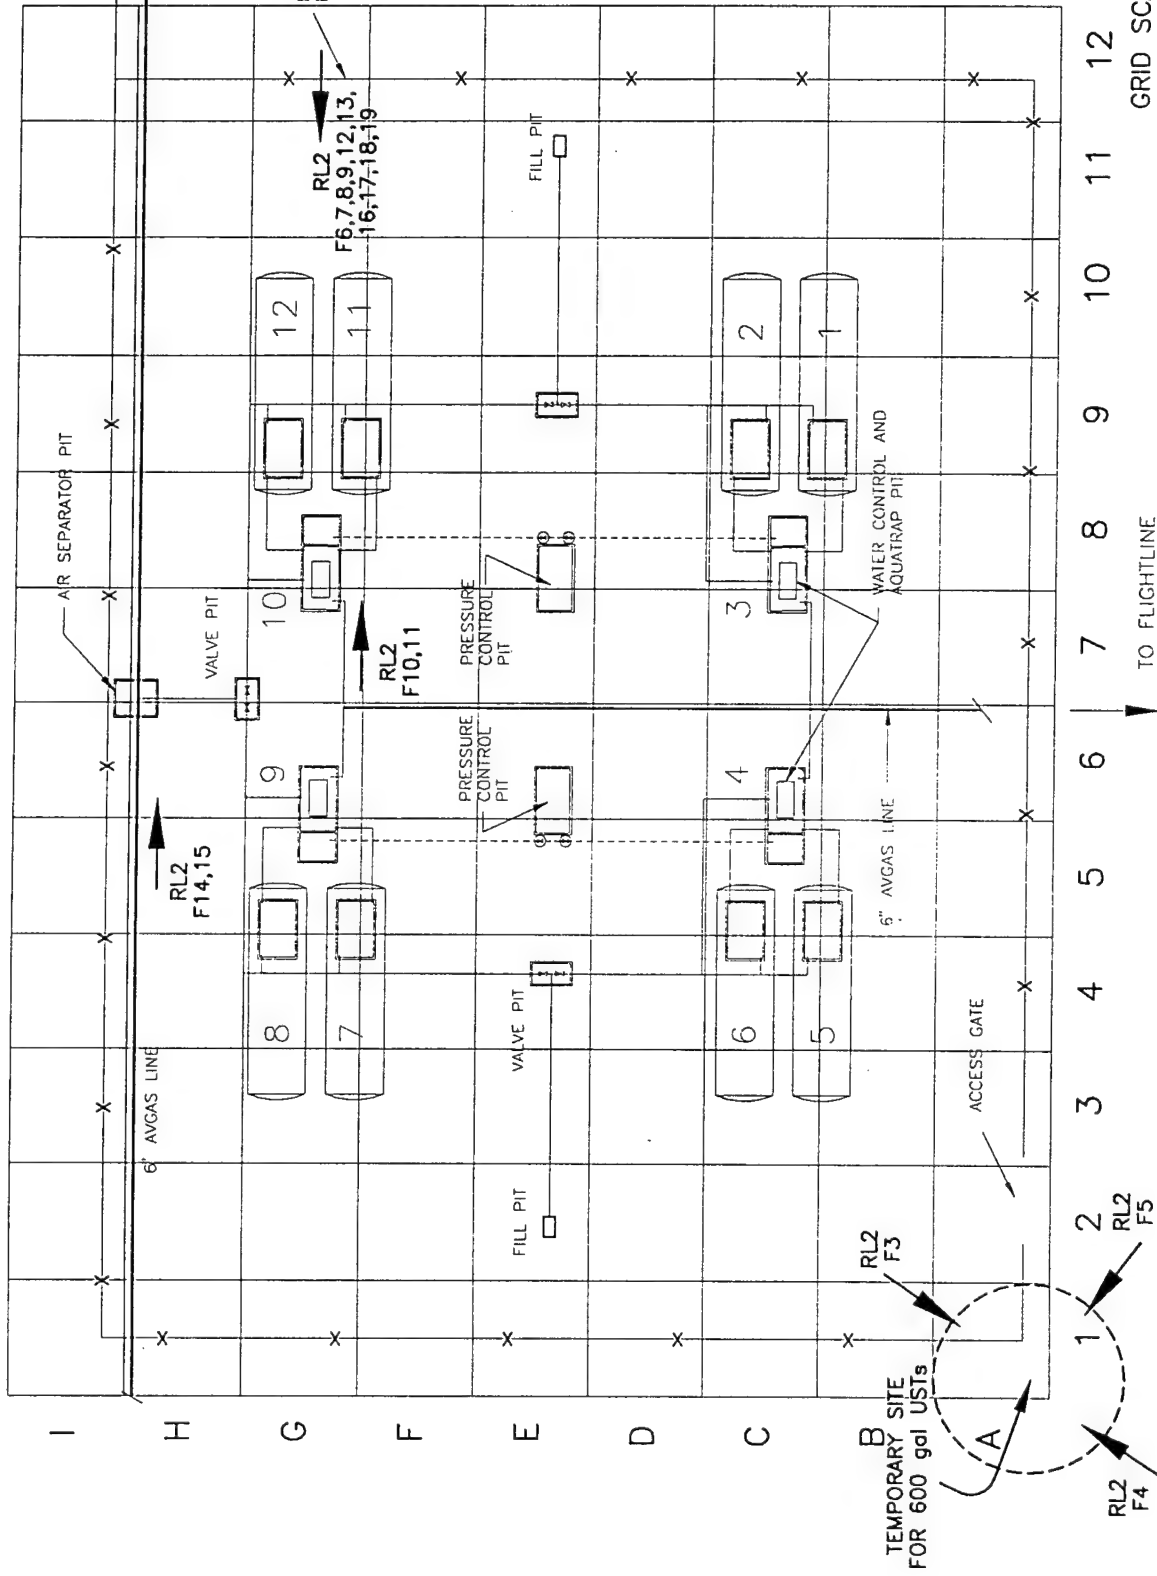 AIR SEPARATOR PIT
VALVE PIT
6" AVGAS LINE
RL2
F14,15
RL2
F6,7,8,9,12,13,
16,17,18,19
RL2
F10,11
FILL PIT
PRESSURE
CONTROL
PIT
PRESSURE
CONTROL
PIT
VALVE PIT
FILL PIT
8
7
9
10
12
11
6
5
4
3
2
1
WATER CONTROL AND
AQUATRAP PIT
6" AVGAS LINE
ACCESS GATE
RL2
F3
RL2
F5
RL2
F4
TEMPORARY SITE
FOR 600 gal USTs
I
H
G
F
E
D
C
B
A
1
2
3
4
5
6
7
8
9
10
11
12
TO FLIGHTLINE
GRID